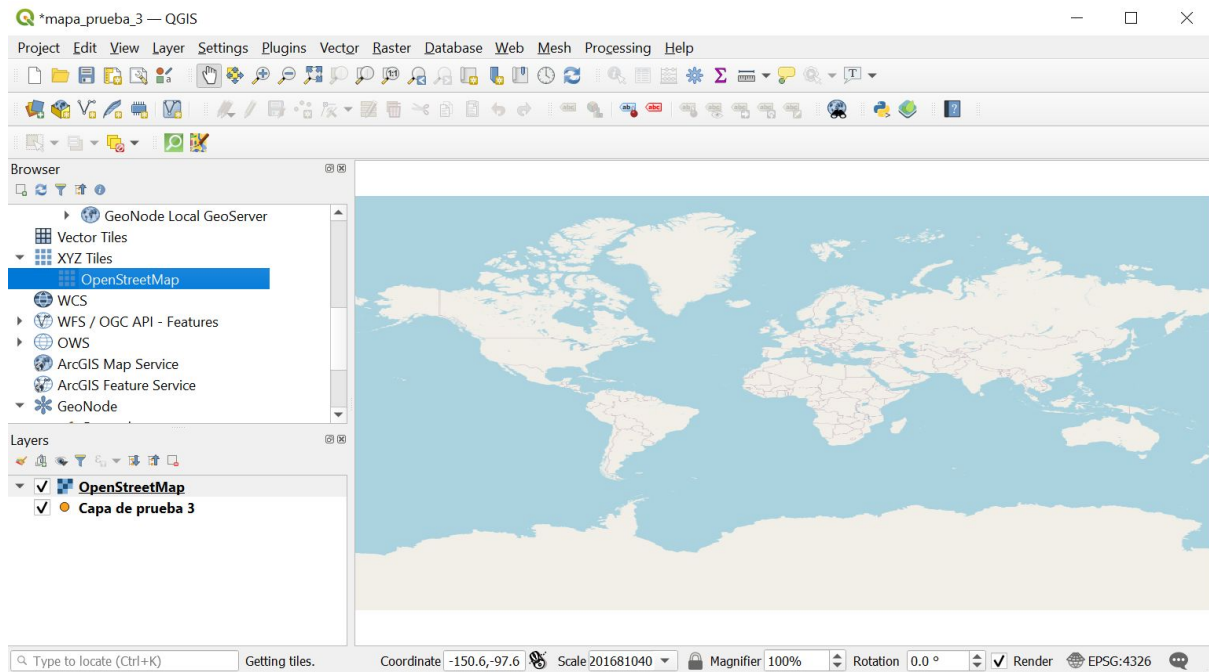 *mapa_prueba_3 — QGIS
Project Edit View Layer Settings Plugins Vector Raster Database Web Mesh Processing Help
Browser
GeoNode Local GeoServer
Vector Tiles
XYZ Tiles
OpenStreetMap
WCS
WFS / OGC API - Features
OWS
ArcGIS Map Service
ArcGIS Feature Service
GeoNode
Layers
OpenStreetMap
Capa de prueba 3
Type to locate (Ctrl+K) Getting tiles. Coordinate -150.6,-97.6 Scale 201681040 Magnifier 100% Rotation 0.0 ° Render EPSG:4326